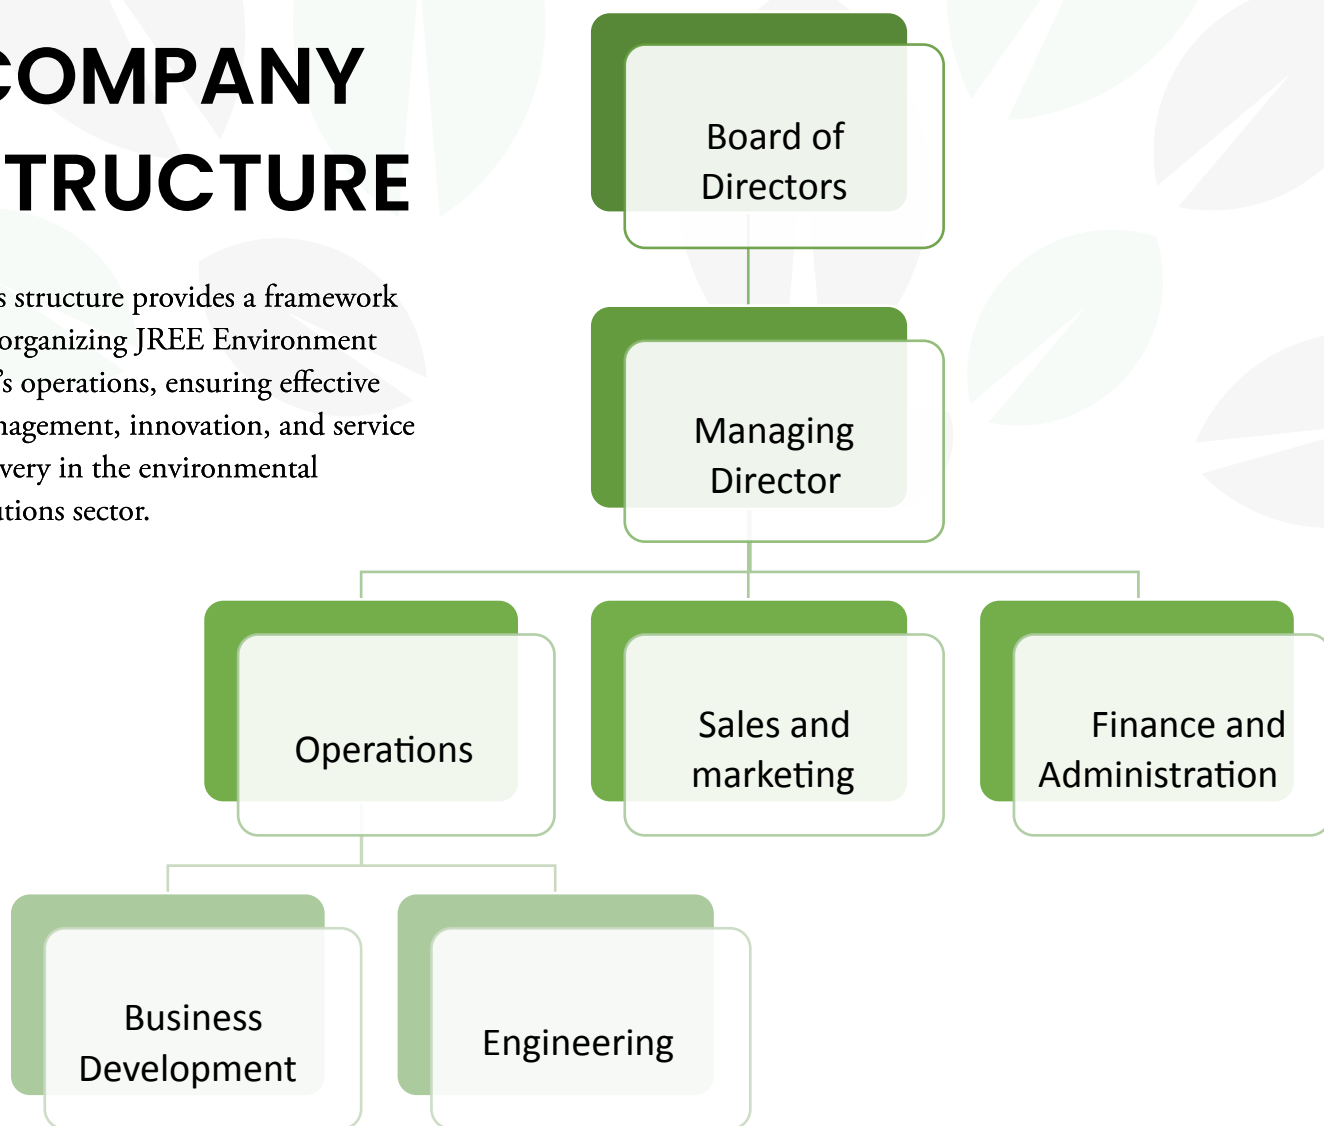 COMPANY
TRUCTURE
s structure provides a framework
organizing JREE Environment
's operations, ensuring effective
nagement, innovation, and service
very in the environmental
utions sector.
Board of
Directors
Managing
Director
Operations
Sales and
marketing
Finance and
Administration
Business
Development
Engineering